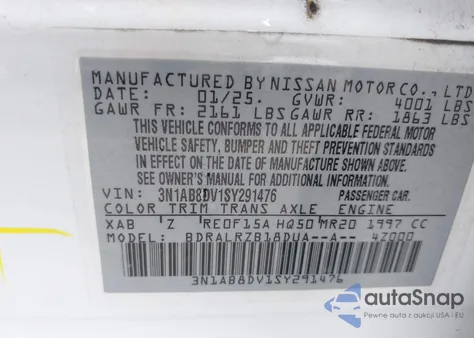 MANUFACTURED BY NISSAN MOTOR CO., LTD.
DATE: 01/25. GVWR: 4001 LBS
GAWR FR: 2161 LBS GAWR RR: 1863 LBS
THIS VEHICLE CONFORMS TO ALL APPLICABLE FEDERAL MOTOR
VEHICLE SAFETY, BUMPER AND THEFT PREVENTION STANDARDS
IN EFFECT ON THE DATE OF MANUFACTURE SHOWN ABOVE.
SEE OWNER'S MANUAL FOR ADDITIONAL INFORMATION
VIN: 3N1AB8DV1SY291476 PASSENGER CAR.
COLOR TRIM TRANS AXLE ENGINE
XAB Z RE0F15A HQ50 MR20 1997 CC
MODEL: BDRALRZB18DUA--A-- 4Z000
3N1AB8DV1SY291476
autoSnap
Pewne auta z aukcji w USA i EU